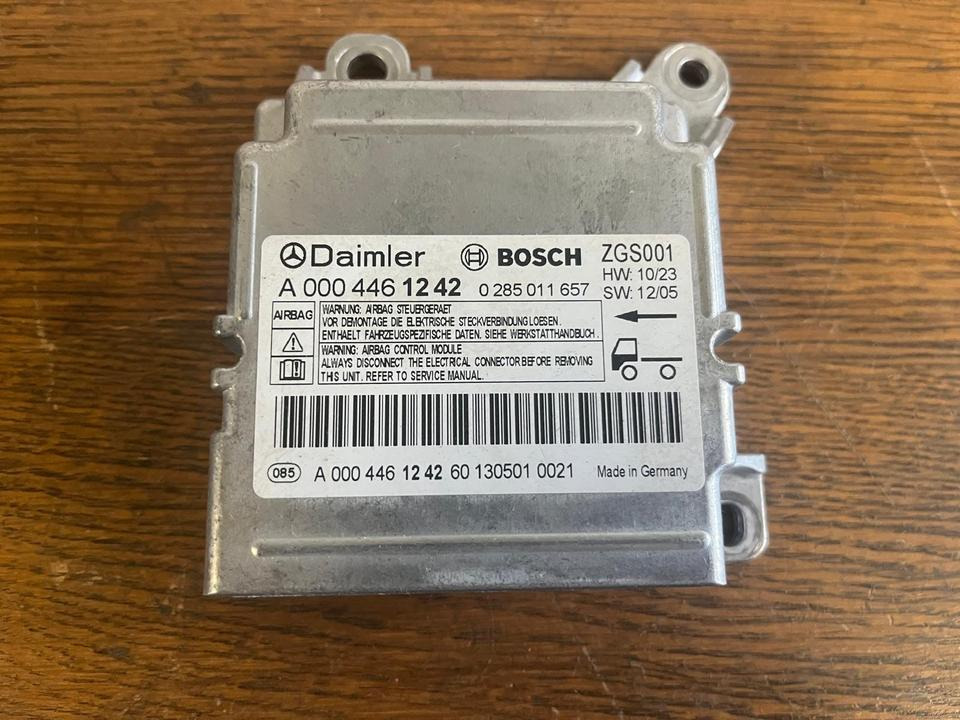 Daimler BOSCH ZGS001
A 000 446 12 42 0 285 011 657
HW: 10/23
SW: 12/05
AIRBAG
WARNUNG: AIRBAG STEUERGERAET
VOR DEMONTAGE DIE ELEKTRISCHE STECKVERBINDUNG LOESEN.
ENTHAELT FAHRZEUGSPEZIFISCHE DATEN. SIEHE WERKSTATTHANDBUCH.
WARNING: AIRBAG CONTROL MODULE
ALWAYS DISCONNECT THE ELECTRICAL CONNECTOR BEFORE REMOVING
THIS UNIT. REFER TO SERVICE MANUAL.
085 A 000 446 12 42 60 130501 0021 Made in Germany